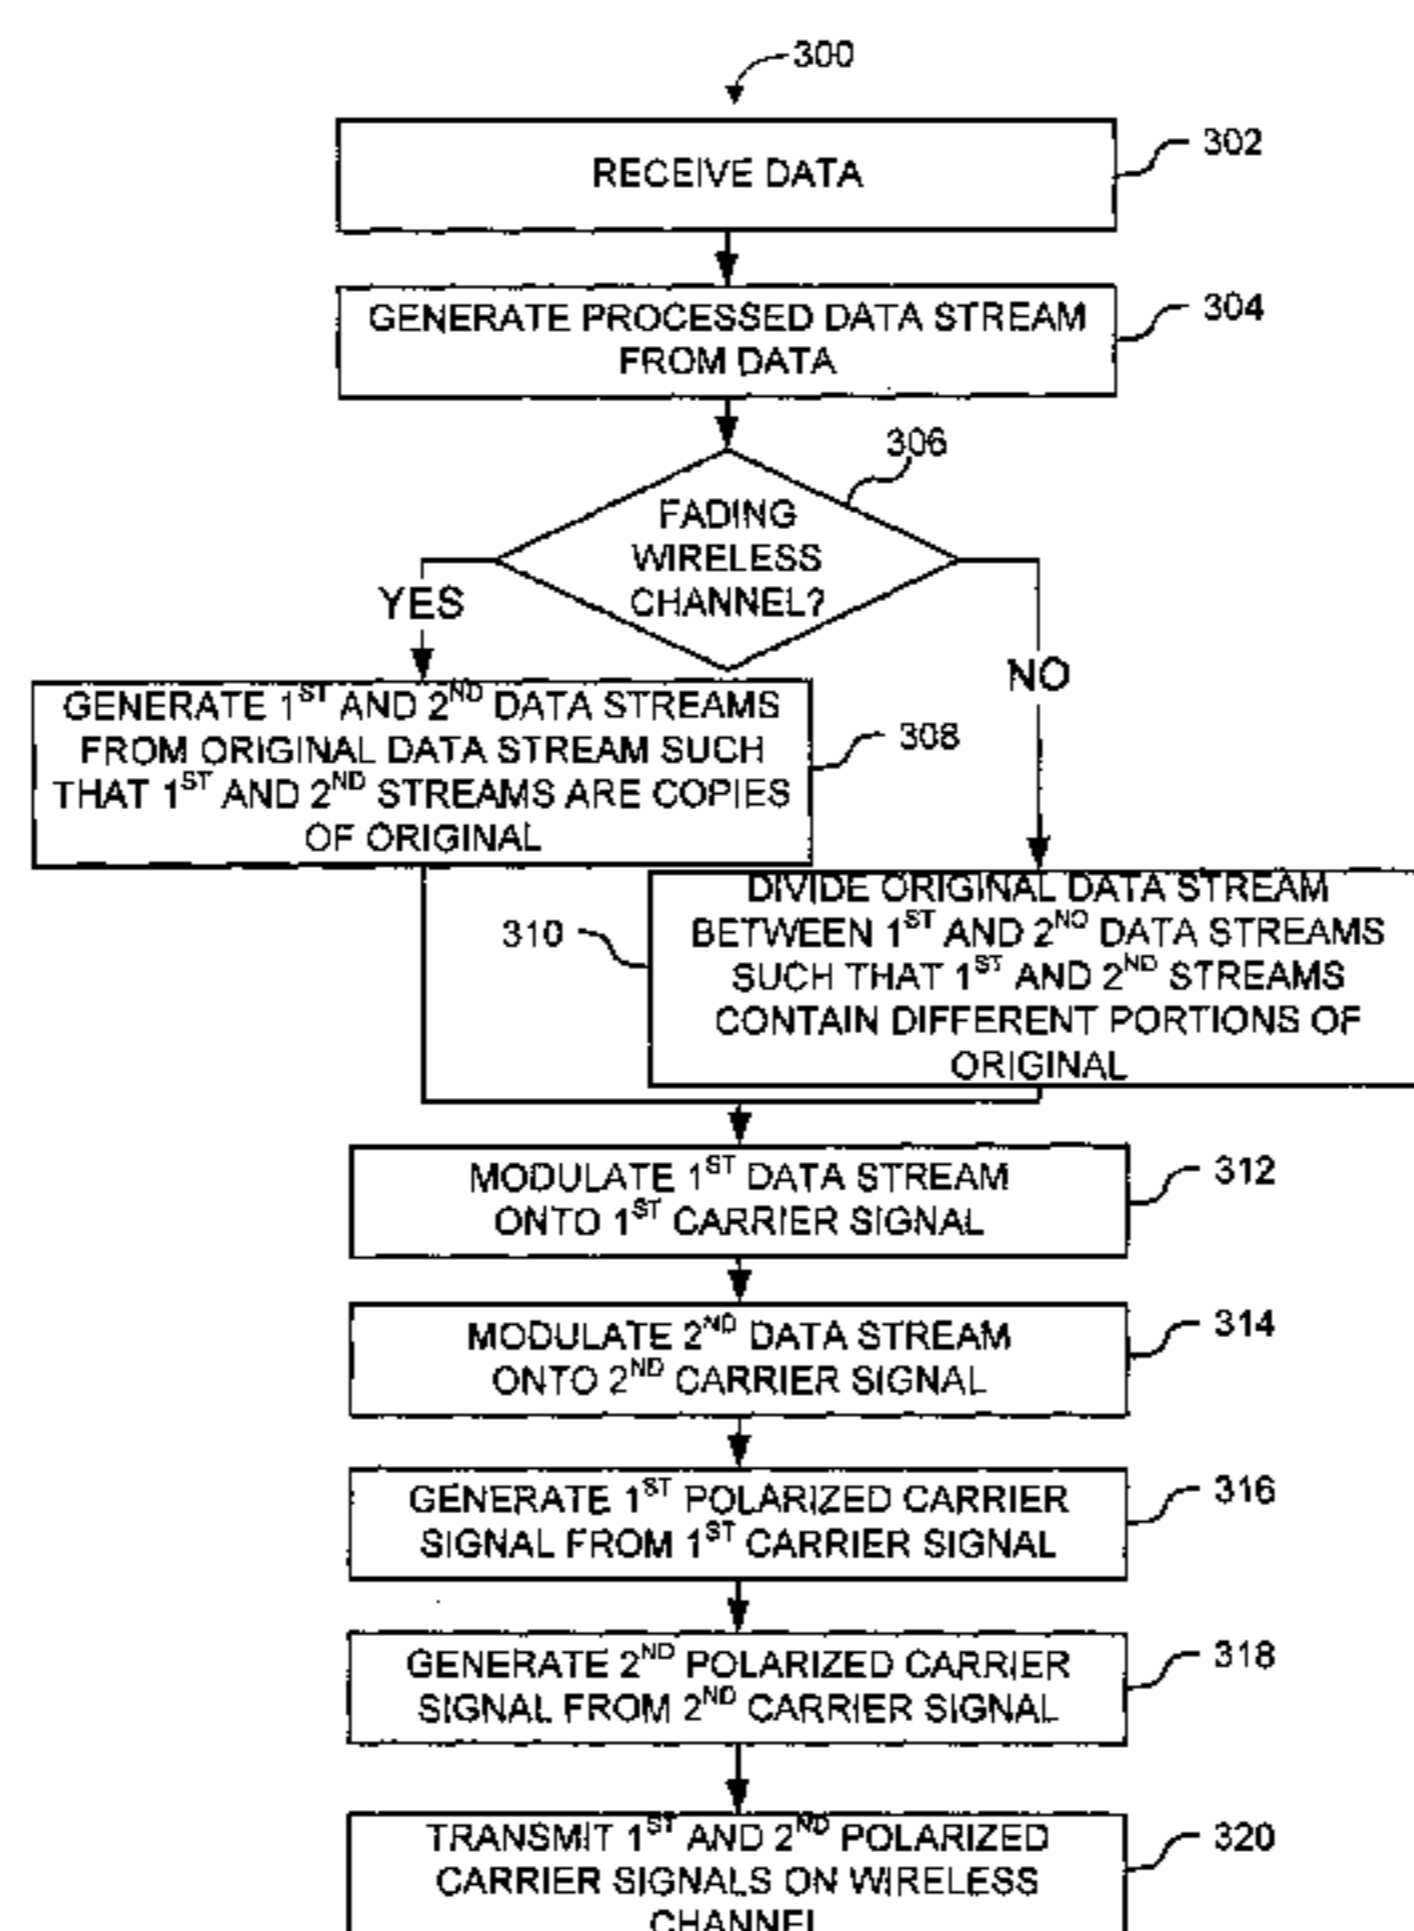 300
RECEIVE DATA
302
GENERATE PROCESSED DATA STREAM
FROM DATA
304
306
FADING
WIRELESS
CHANNEL?
YES
NO
GENERATE 1ST AND 2ND DATA STREAMS
FROM ORIGINAL DATA STREAM SUCH
THAT 1ST AND 2ND STREAMS ARE COPIES
OF ORIGINAL
308
310
DIVIDE ORIGINAL DATA STREAM
BETWEEN 1ST AND 2ND DATA STREAMS
SUCH THAT 1ST AND 2ND STREAMS
CONTAIN DIFFERENT PORTIONS OF
ORIGINAL
MODULATE 1ST DATA STREAM
ONTO 1ST CARRIER SIGNAL
312
MODULATE 2ND DATA STREAM
ONTO 2ND CARRIER SIGNAL
314
GENERATE 1ST POLARIZED CARRIER
SIGNAL FROM 1ST CARRIER SIGNAL
316
GENERATE 2ND POLARIZED CARRIER
SIGNAL FROM 2ND CARRIER SIGNAL
318
TRANSMIT 1ST AND 2ND POLARIZED
CARRIER SIGNALS ON WIRELESS
CHANNEL
320